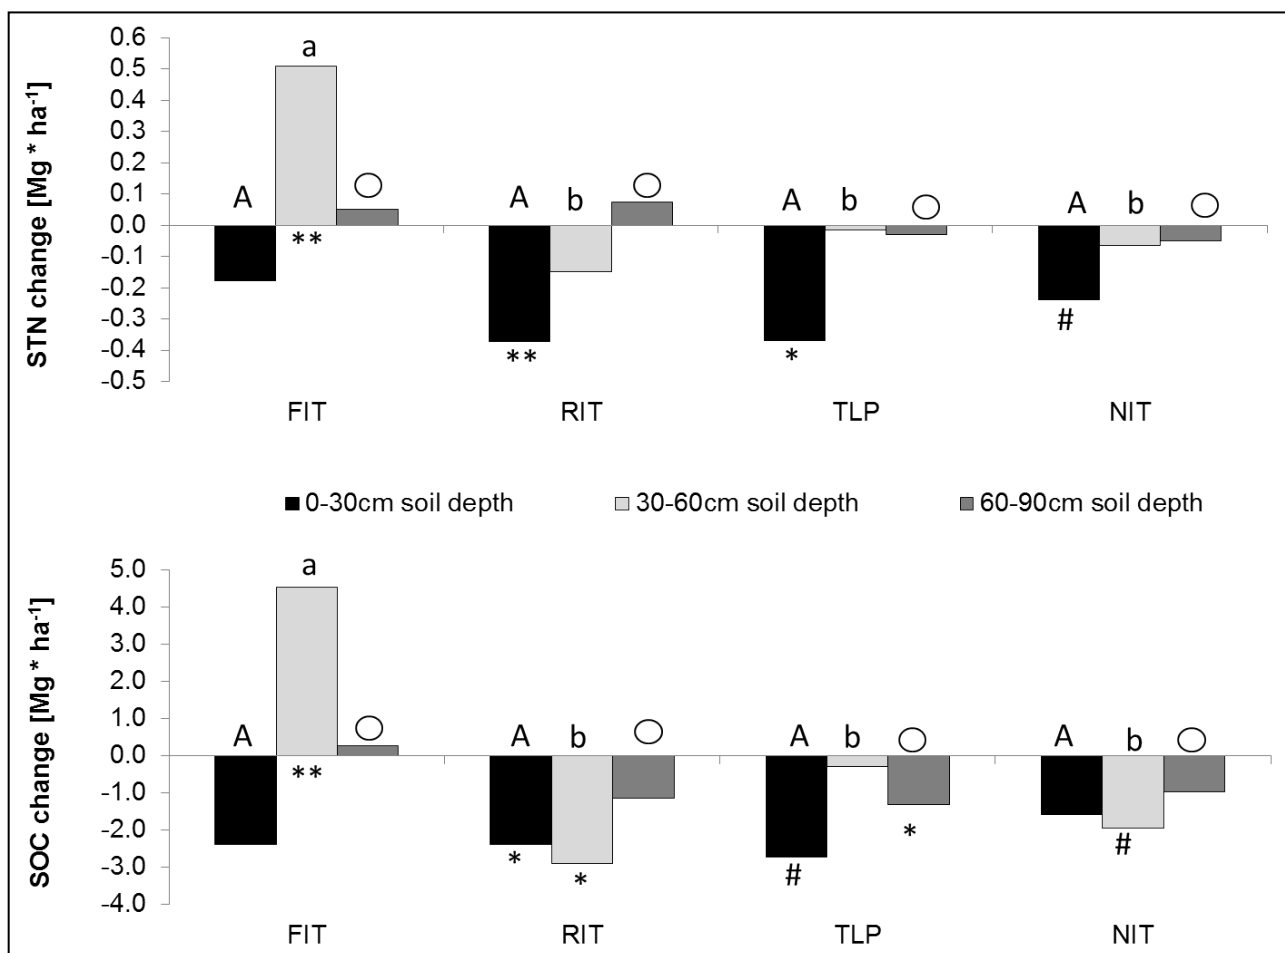 STN change [Mg * ha-1]
0.6
0.5
0.4
0.3
0.2
0.1
0.0
-0.1
-0.2
-0.3
-0.4
-0.5
A a ○
**
A b ○
**
A b ○
*
A b ○
#
FIT RIT TLP NIT
0-30cm soil depth 30-60cm soil depth 60-90cm soil depth
SOC change [Mg * ha-1]
5.0
4.0
3.0
2.0
1.0
0.0
-1.0
-2.0
-3.0
-4.0
A a ○
**
A b ○
* *
A b ○
# *
A b ○
#
FIT RIT TLP NIT